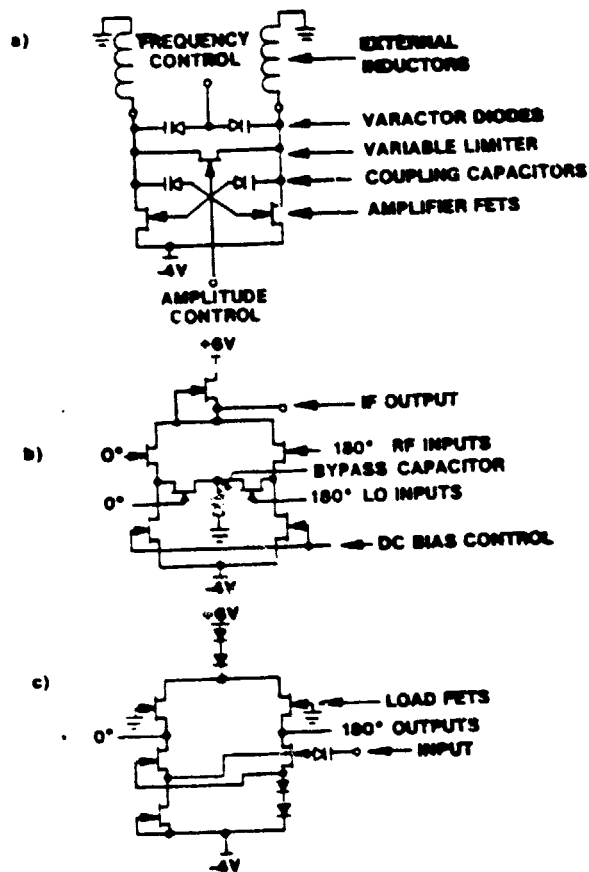 a)
FREQUENCY
CONTROL
EXTERNAL
INDUCTORS
VARACTOR DIODES
VARIABLE LIMITER
COUPLING CAPACITORS
AMPLIFIER FETS
-4V
AMPLITUDE
CONTROL
+6V
IF OUTPUT
b)
0°
180° RF INPUTS
BYPASS CAPACITOR
0°
180° LO INPUTS
DC BIAS CONTROL
-4V
+6V
c)
LOAD FETS
0°
180° OUTPUTS
INPUT
-4V